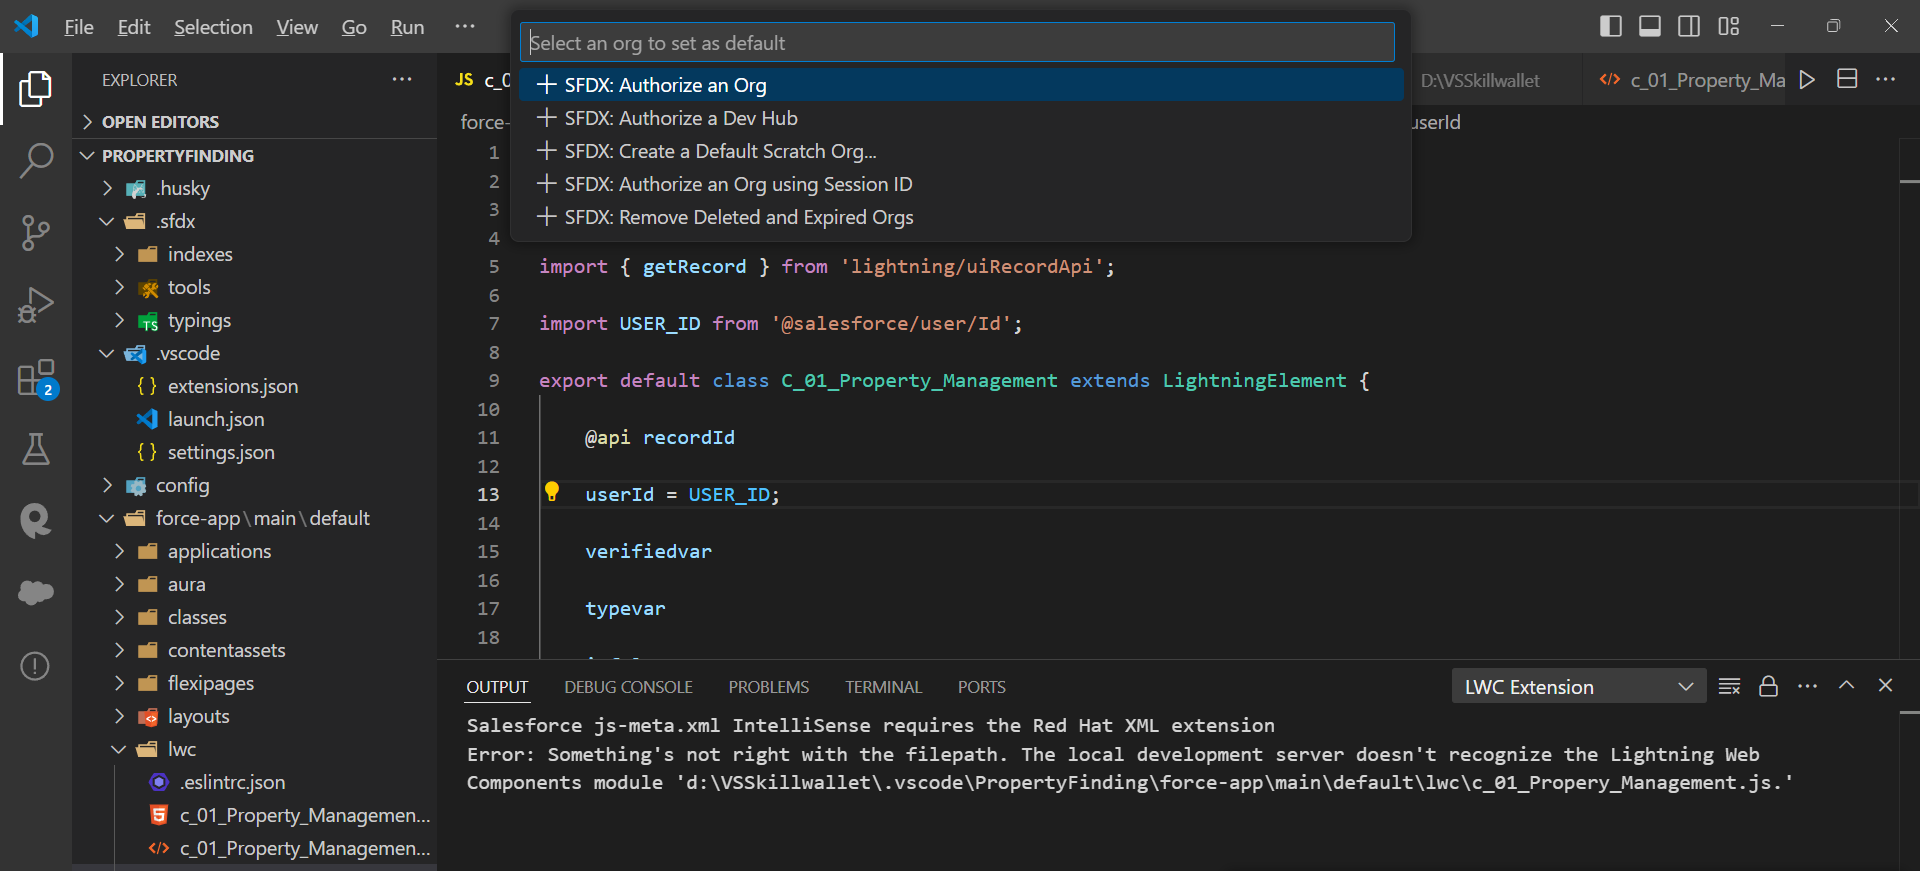 File Edit Selection View Go Run ···
Select an org to set as default
SFDX: Authorize an Org
SFDX: Authorize a Dev Hub
SFDX: Create a Default Scratch Org...
SFDX: Authorize an Org using Session ID
SFDX: Remove Deleted and Expired Orgs
EXPLORER ···
OPEN EDITORS
PROPERTYFINDING
.husky
.sfdx
indexes
tools
TS typings
.vscode
{} extensions.json
launch.json
{} settings.json
config
force-app\main\default
applications
aura
classes
contentassets
flexipages
layouts
lwc
.eslintrc.json
5 c_01_Property_Managemen...
</> c_01_Property_Managemen...
2
JS c_0
D:\VSSkillwallet
</> c_01_Property_Ma ···
force-
userId
1
2
3
4
5 import { getRecord } from 'lightning/uiRecordApi';
6
7 import USER_ID from '@salesforce/user/Id';
8
9 export default class C_01_Property_Management extends LightningElement {
10
11 @api recordId
12
13 userId = USER_ID;
14
15 verifiedvar
16
17 typevar
18
OUTPUT DEBUG CONSOLE PROBLEMS TERMINAL PORTS
LWC Extension ···
Salesforce js-meta.xml IntelliSense requires the Red Hat XML extension
Error: Something's not right with the filepath. The local development server doesn't recognize the Lightning Web
Components module 'd:\VSSkillwallet\.vscode\PropertyFinding\force-app\main\default\lwc\c_01_Propery_Management.js.'